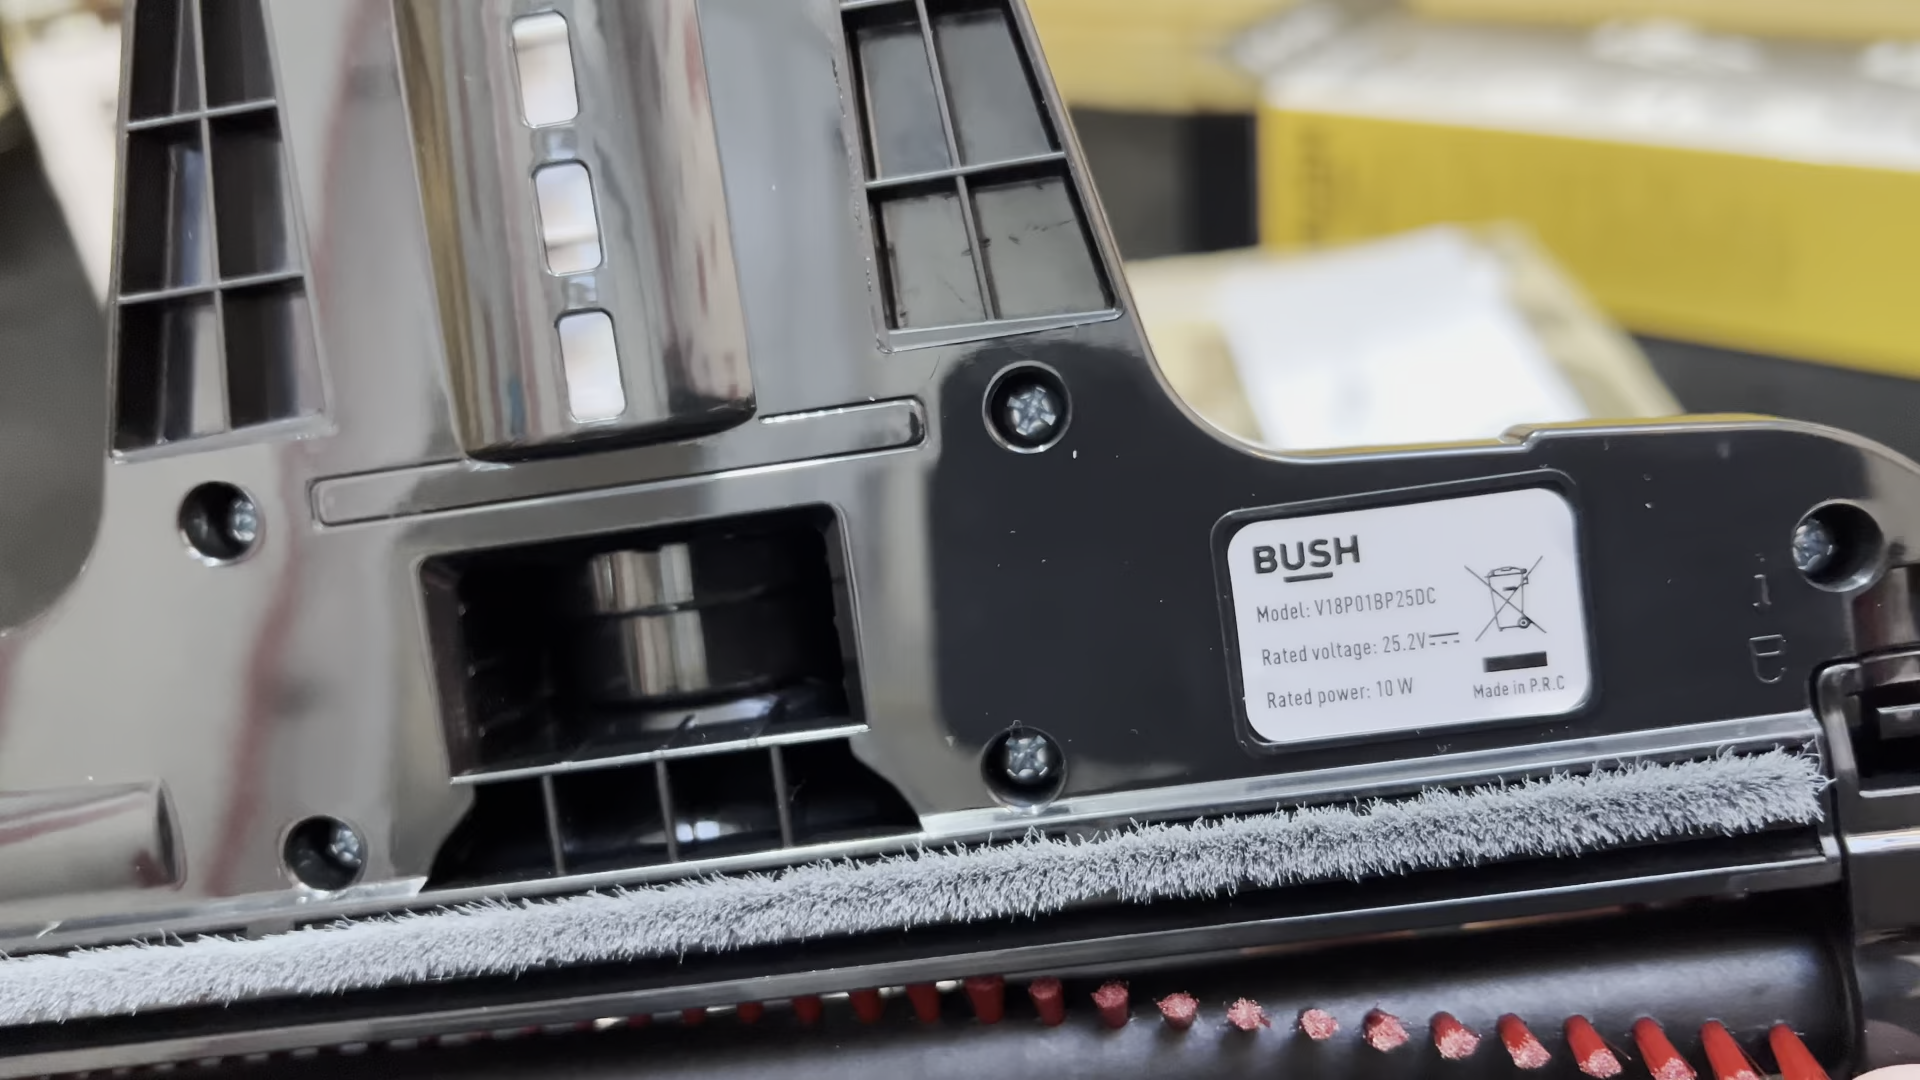 BUSH
Model: V18P01BP25DC
Rated voltage: 25.2V
Rated power: 10 W
Made in P.R.C